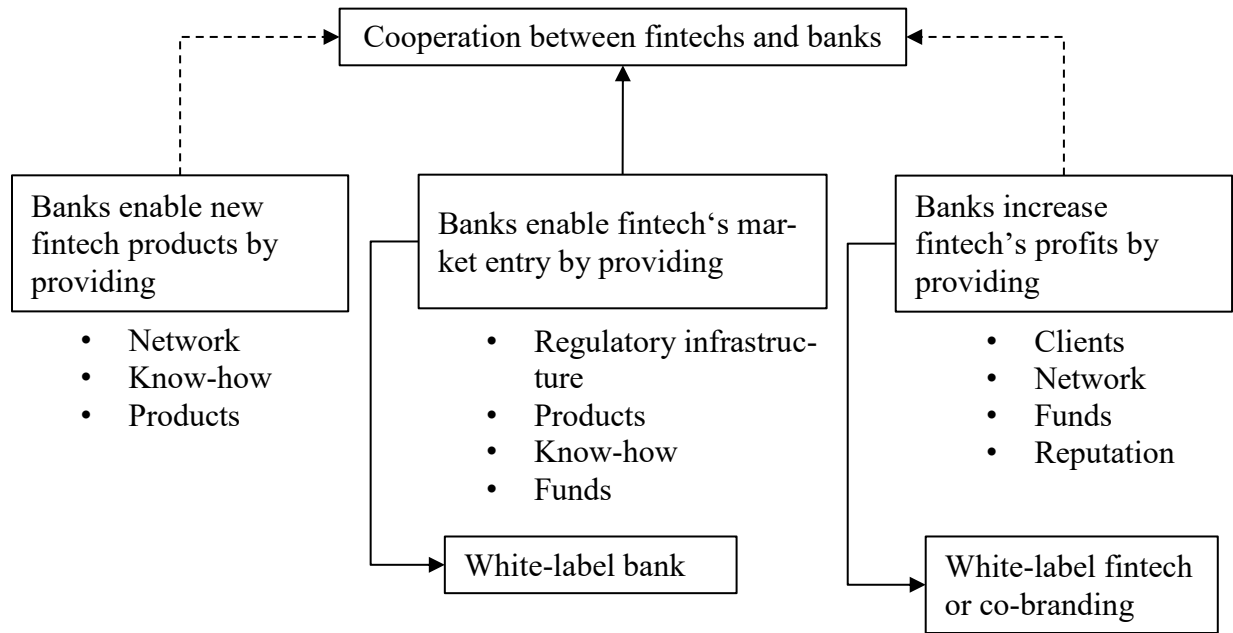 Cooperation between fintechs and banks
Banks enable new
fintech products by
providing
• Network
• Know-how
• Products
Banks enable fintech‘s mar-
ket entry by providing
• Regulatory infrastruc-
ture
• Products
• Know-how
• Funds
White-label bank
Banks increase
fintech’s profits by
providing
• Clients
• Network
• Funds
• Reputation
White-label fintech
or co-branding